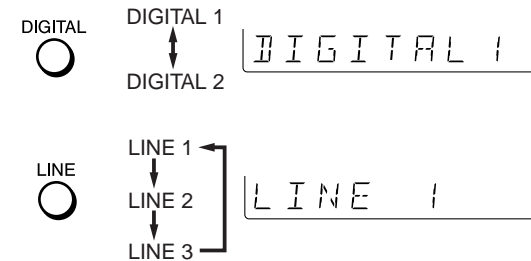 DIGITAL
DIGITAL 1
DIGITAL 2
DIGITAL 1
LINE
LINE 1
LINE 2
LINE 3
LINE 1